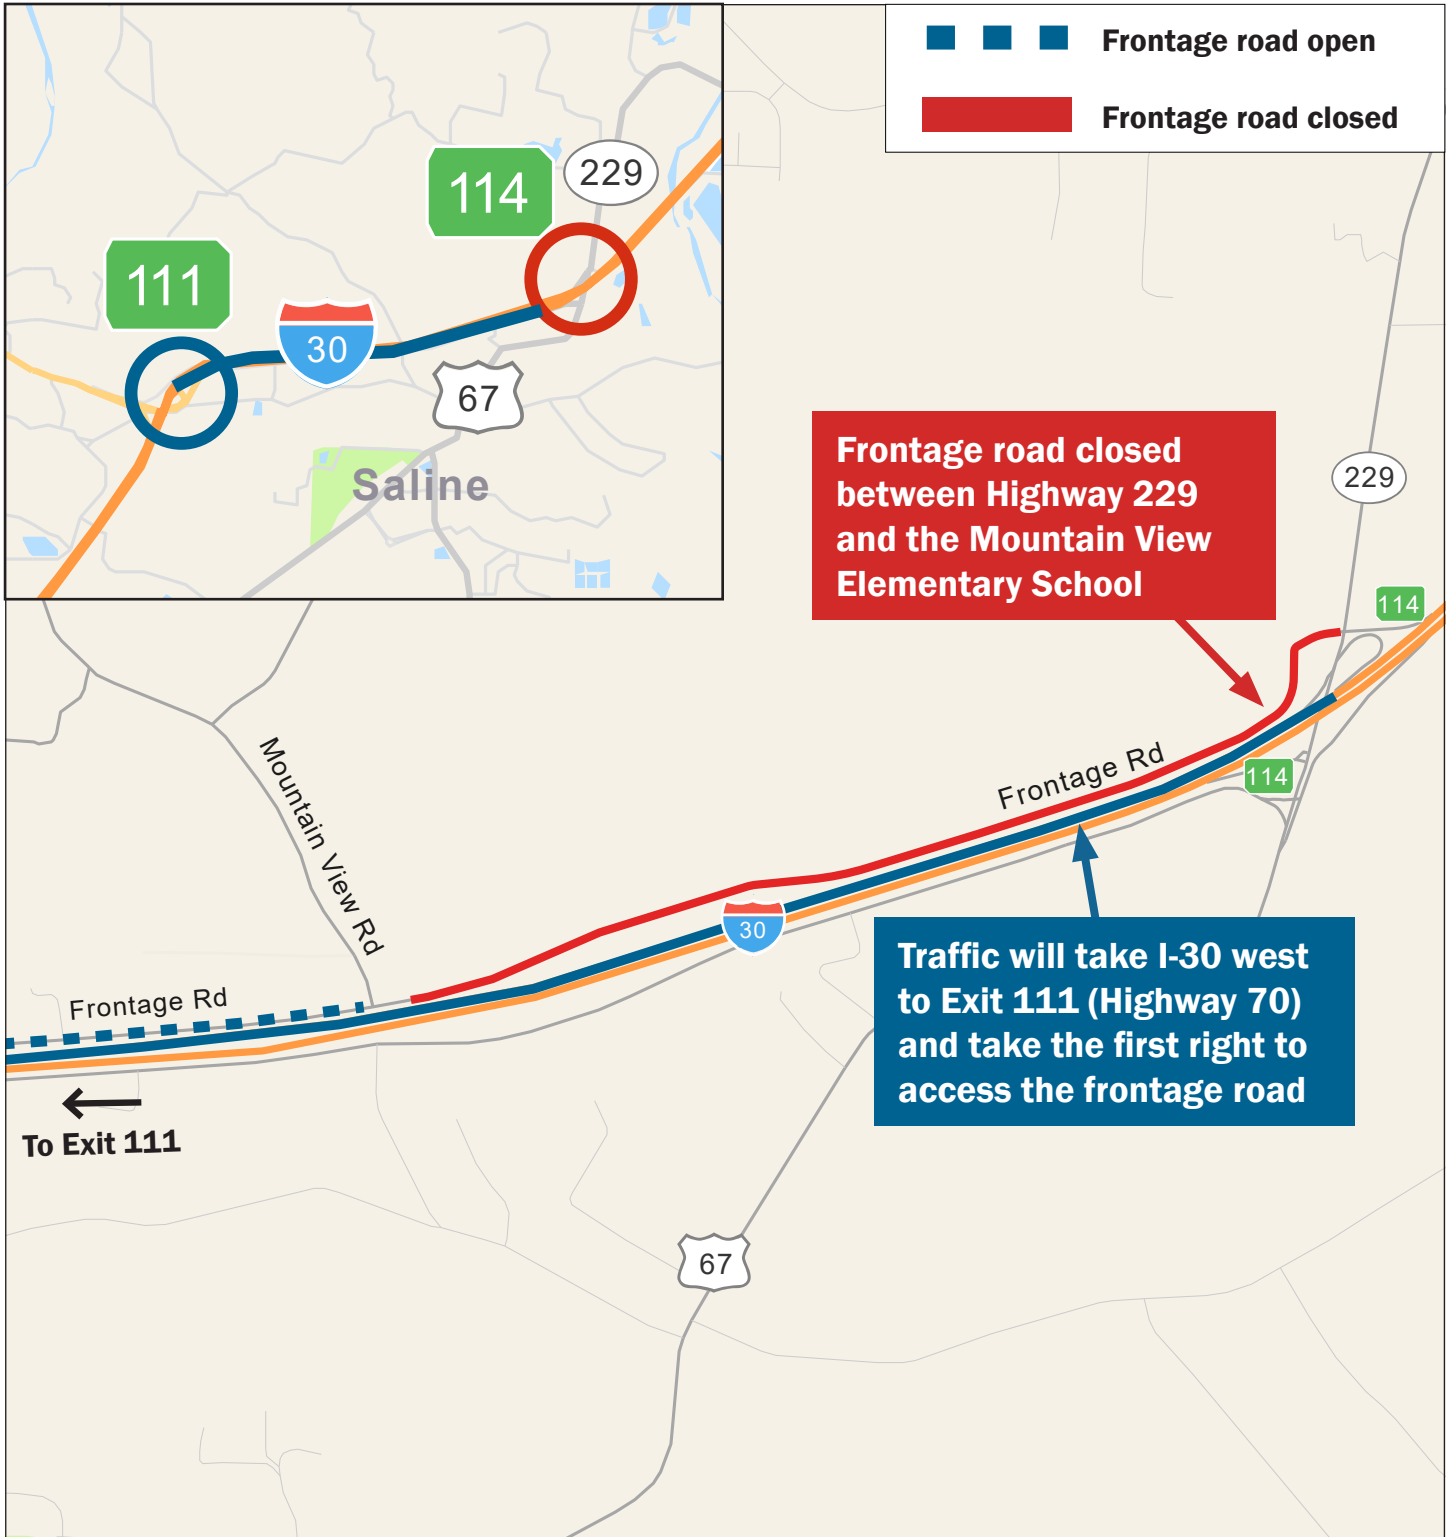 Frontage road open
Frontage road closed
229
114
111
30
67
Saline
Frontage road closed
between Highway 229
and the Mountain View
Elementary School
229
114
Frontage Rd
114
Mountain View Rd
30
Traffic will take I-30 west
to Exit 111 (Highway 70)
and take the first right to
access the frontage road
Frontage Rd
To Exit 111
67